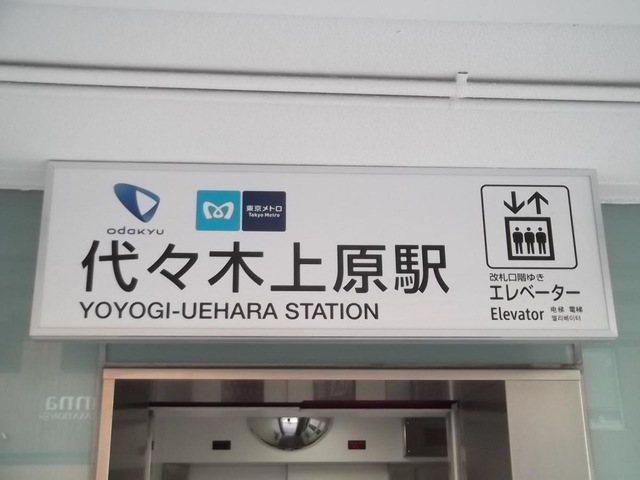 odakyu
東京メトロ
Tokyo Metro
代々木上原駅
YOYOGI-UEHARA STATION
改札口階ゆき
エレベーター
Elevator
电梯 電梯
엘리베이터